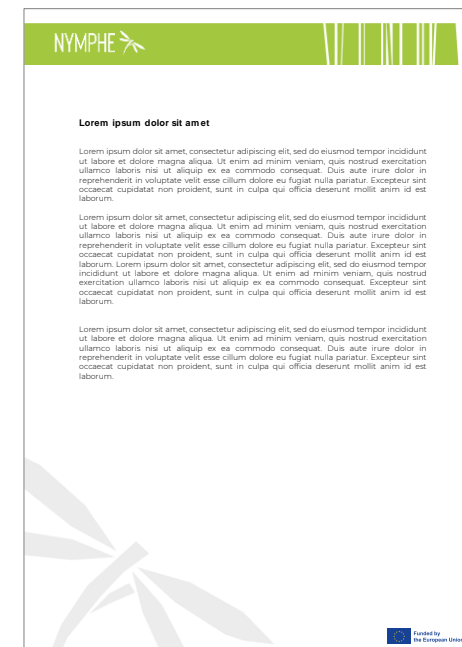 NYMPHE
Lorem ipsum dolor sit amet
Lorem ipsum dolor sit amet, consectetur adipiscing elit, sed do eiusmod tempor incididunt
ut labore et dolore magna aliqua. Ut enim ad minim veniam, quis nostrud exercitation
ullamco laboris nisi ut aliquip ex ea commodo consequat. Duis aute irure dolor in
reprehenderit in voluptate velit esse cillum dolore eu fugiat nulla pariatur. Excepteur sint
occaecat cupidatat non proident, sunt in culpa qui officia deserunt mollit anim id est
laborum.
Lorem ipsum dolor sit amet, consectetur adipiscing elit, sed do eiusmod tempor incididunt
ut labore et dolore magna aliqua. Ut enim ad minim veniam, quis nostrud exercitation
ullamco laboris nisi ut aliquip ex ea commodo consequat. Duis aute irure dolor in
reprehenderit in voluptate velit esse cillum dolore eu fugiat nulla pariatur. Excepteur sint
occaecat cupidatat non proident, sunt in culpa qui officia deserunt mollit anim id est
laborum. Lorem ipsum dolor sit amet, consectetur adipiscing elit, sed do eiusmod tempor
incididunt ut labore et dolore magna aliqua. Ut enim ad minim veniam, quis nostrud
exercitation ullamco laboris nisi ut aliquip ex ea commodo consequat. Excepteur sint
occaecat cupidatat non proident, sunt in culpa qui officia deserunt mollit anim id est
laborum.
Lorem ipsum dolor sit amet, consectetur adipiscing elit, sed do eiusmod tempor incididunt
ut labore et dolore magna aliqua. Ut enim ad minim veniam, quis nostrud exercitation
ullamco laboris nisi ut aliquip ex ea commodo consequat. Duis aute irure dolor in
reprehenderit in voluptate velit esse cillum dolore eu fugiat nulla pariatur. Excepteur sint
occaecat cupidatat non proident, sunt in culpa qui officia deserunt mollit anim id est
laborum.
Funded by
the European Union